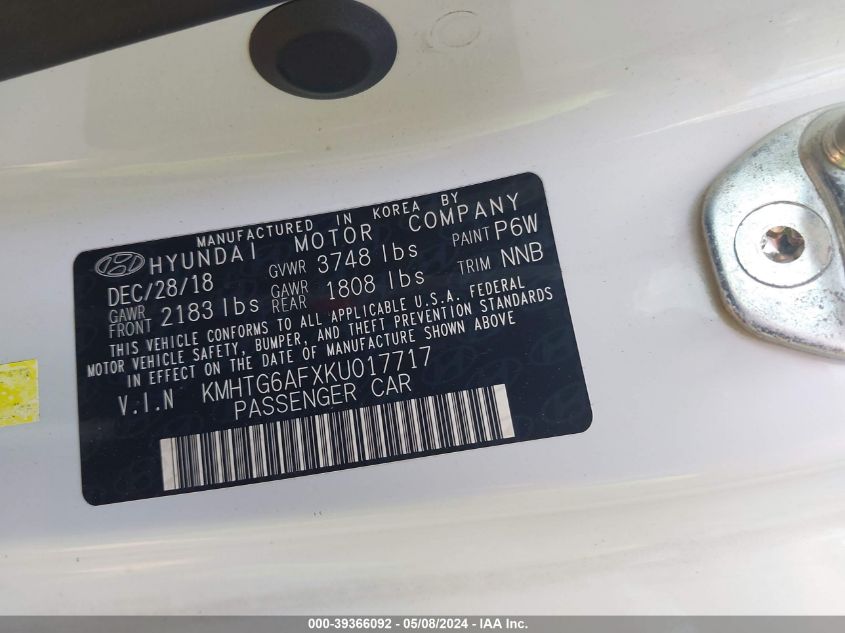 MANUFACTURED IN KOREA BY
HYUNDAI MOTOR COMPANY
DEC/28/18 GVWR 3748 lbs PAINT P6W
GAWR FRONT 2183 lbs GAWR REAR 1808 lbs TRIM NNB
THIS VEHICLE CONFORMS TO ALL APPLICABLE U.S.A. FEDERAL
MOTOR VEHICLE SAFETY, BUMPER, AND THEFT PREVENTION STANDARDS
IN EFFECT ON THE DATE OF MANUFACTURE SHOWN ABOVE
V.I.N KMHTG6AFXKU017717
PASSENGER CAR
000-39366092 - 05/08/2024 - IAA Inc.